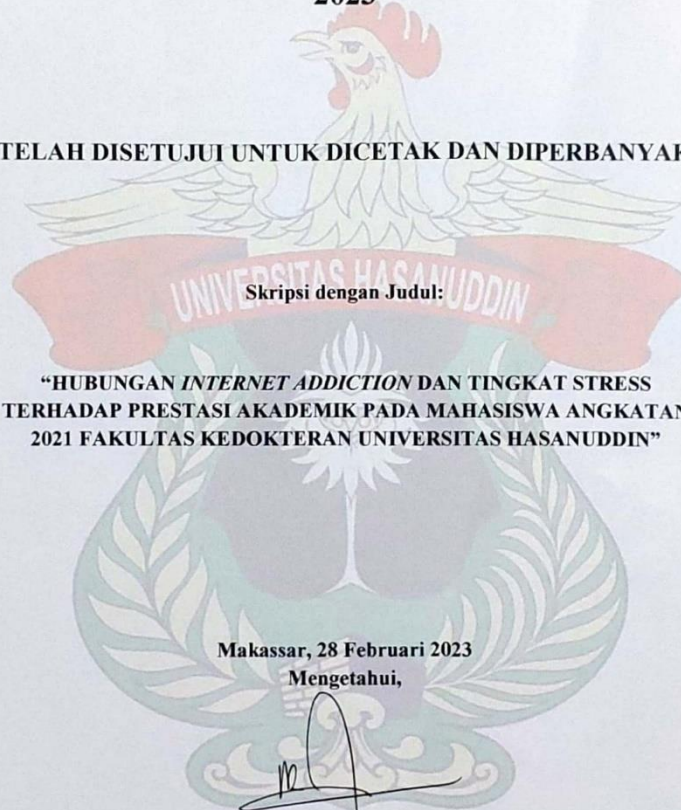 2023
TELAH DISETUJUI UNTUK DICETAK DAN DIPERBANYAK
UNIVERSITAS HASANUDDIN
Skripsi dengan Judul:
“HUBUNGAN INTERNET ADDICTION DAN TINGKAT STRESS
TERHADAP PRESTASI AKADEMIK PADA MAHASISWA ANGKATAN
2021 FAKULTAS KEDOKTERAN UNIVERSITAS HASANUDDIN”
Makassar, 28 Februari 2023
Mengetahui,